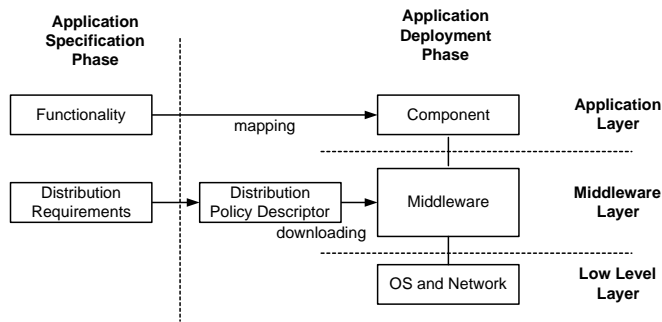 Application
Specification
Phase
Application
Deployment
Phase
Functionality
mapping
Component
Application
Layer
Distribution
Requirements
Distribution
Policy Descriptor
downloading
Middleware
Middleware
Layer
OS and Network
Low Level
Layer